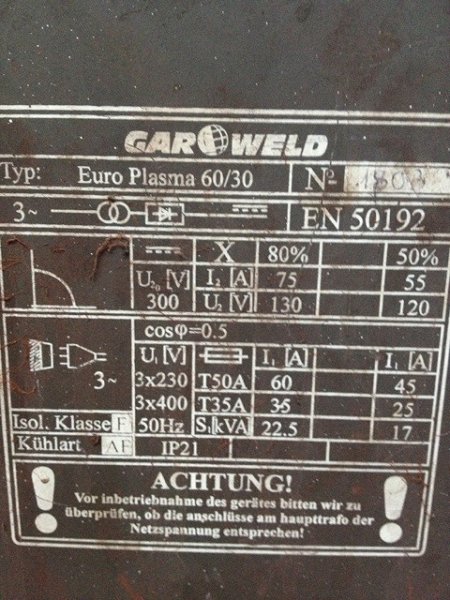 GAR WELD
Typ: Euro Plasma 60/30 Nº 1808
3~ EN 50192
X 80% 50%
U₂₀ [V] I₂ [A] 75 55
300 U₂ [V] 130 120
cosφ=0.5
U₁ [V] I₁ [A] I₁ [A]
3~ 3x230 T50A 60 45
3x400 T35A 35 25
Isol. Klasse F 50Hz S₁[kVA] 22.5 17
Kühlart AF IP21
ACHTUNG!
Vor inbetriebnahme des gerätes bitten wir zu
überprüfen, ob die anschlüsse am haupttrafo der
Netzspannung entsprechen!